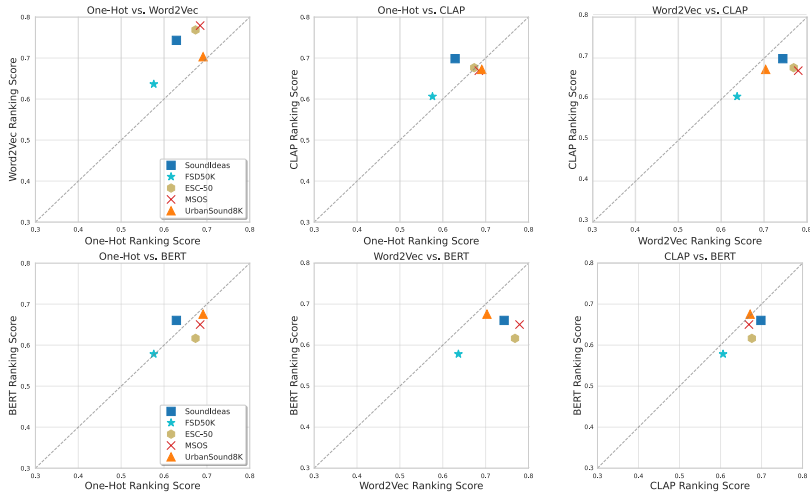 One-Hot vs. Word2Vec
Word2Vec Ranking Score
0.8
0.7
0.6
0.5
0.4
0.3
SoundIdeas
FSD50K
ESC-50
MSOS
UrbanSound8K
0.3 0.4 0.5 0.6 0.7 0.8
One-Hot Ranking Score
One-Hot vs. CLAP
CLAP Ranking Score
0.8
0.7
0.6
0.5
0.4
0.3
0.3 0.4 0.5 0.6 0.7 0.8
One-Hot Ranking Score
Word2Vec vs. CLAP
CLAP Ranking Score
0.8
0.7
0.6
0.5
0.4
0.3
0.3 0.4 0.5 0.6 0.7 0.8
Word2Vec Ranking Score
One-Hot vs. BERT
BERT Ranking Score
0.8
0.7
0.6
0.5
0.4
0.3
SoundIdeas
FSD50K
ESC-50
MSOS
UrbanSound8K
0.3 0.4 0.5 0.6 0.7 0.8
One-Hot Ranking Score
Word2Vec vs. BERT
BERT Ranking Score
0.8
0.7
0.6
0.5
0.4
0.3
0.3 0.4 0.5 0.6 0.7 0.8
Word2Vec Ranking Score
CLAP vs. BERT
BERT Ranking Score
0.8
0.7
0.6
0.5
0.4
0.3
0.3 0.4 0.5 0.6 0.7 0.8
CLAP Ranking Score